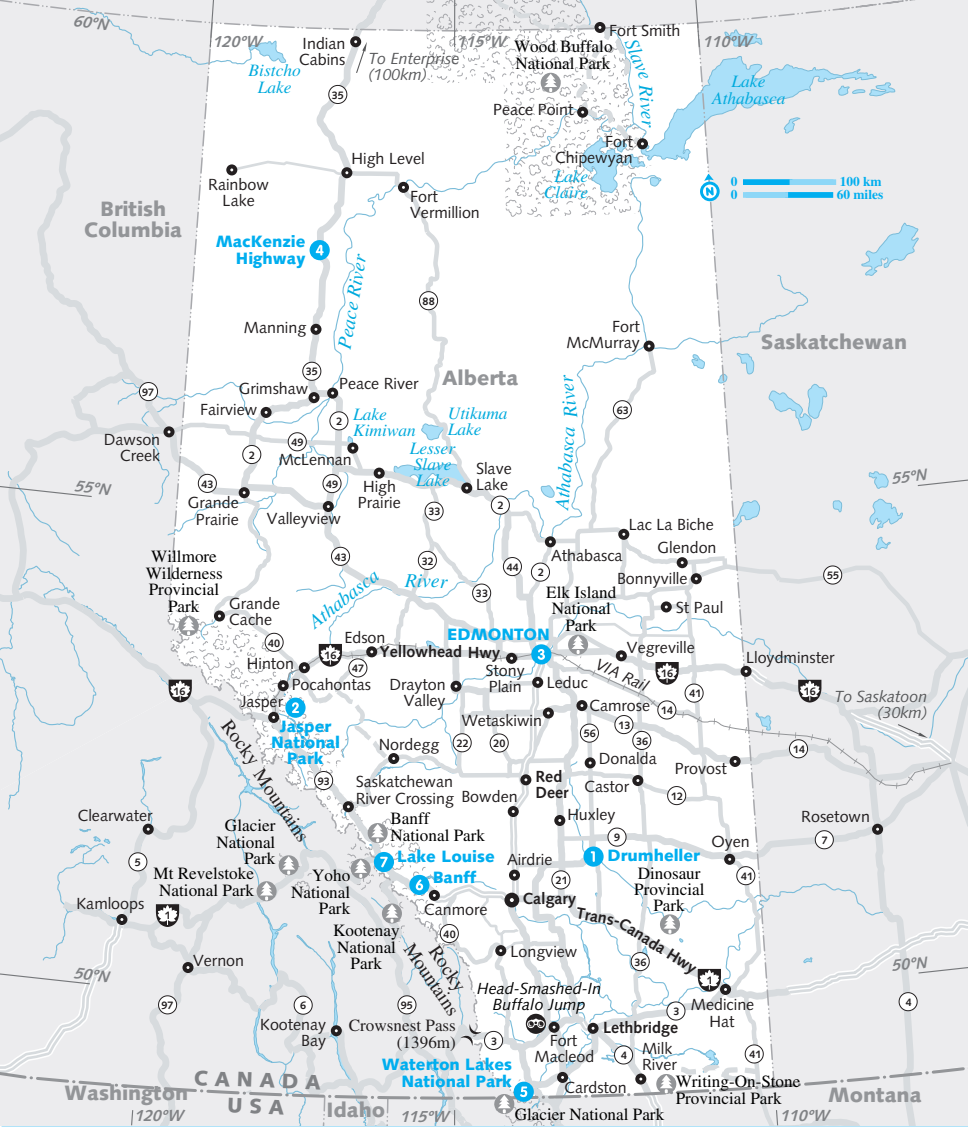 60°N
120°W
115°W
110°W
Indian
Cabins
To Enterprise
(100km)
Bistcho
Lake
35
Wood Buffalo
National Park
Fort Smith
Slave River
Lake
Athabasca
Peace Point
Fort
Chipewyan
Lake
Claire
High Level
Rainbow
Lake
Fort
Vermillion
N
0
100 km
0
60 miles
British
Columbia
MacKenzie
Highway
4
Peace River
88
Manning
Fort
McMurray
Saskatchewan
35
Grimshaw
Peace River
Alberta
97
Fairview
2
Lake
Kimiwan
Utikuma
Lake
63
Athabasca River
Dawson
Creek
49
2
McLennan
Lesser
Slave
Lake
Slave
Lake
55°N
43
49
High
Prairie
55°N
Grande
Prairie
Valleyview
33
2
Lac La Biche
Athabasca
Glendon
Willmore
Wilderness
Provincial
Park
43
32
44
2
Bonnyville
55
Athabasca
River
33
Elk Island
National
Park
St Paul
Grande
Cache
EDMONTON
3
40
16
Edson
Yellowhead Hwy
Vegreville
Hinton
47
Stony
Plain
VIA Rail
16
Lloydminster
16
Pocahontas
Drayton
Valley
Leduc
41
16
To Saskatoon
(30km)
Jasper
2
Jasper
National
Park
Wetaskiwin
Camrose
14
13
Rocky Mountains
Nordegg
22
20
56
36
14
Donalda
Provost
93
Saskatchewan
River Crossing
Red
Deer
Castor
12
Bowden
Clearwater
Banff
National Park
Huxley
Rosetown
Glacier
National
Park
9
7
5
Lake Louise
7
Airdrie
1
Drumheller
Oyen
Mt Revelstoke
National Park
Yoho
National
Park
6
Banff
21
Dinosaur
Provincial
Park
41
Kamloops
1
Canmore
Calgary
Trans-Canada Hwy
Kootenay
National
Park
40
Rocky
Mountains
Longview
Vernon
36
1
50°N
50°N
Head-Smashed-In
Buffalo Jump
Medicine
Hat
97
6
95
3
4
Kootenay
Bay
Crowsnest Pass
(1396m)
3
Fort
Macleod
Lethbridge
4
Milk
River
41
Waterton Lakes
National Park
5
Cardston
Writing-On-Stone
Provincial Park
CANADA
USA
Washington
Idaho
Glacier National Park
Montana
120°W
115°W
110°W